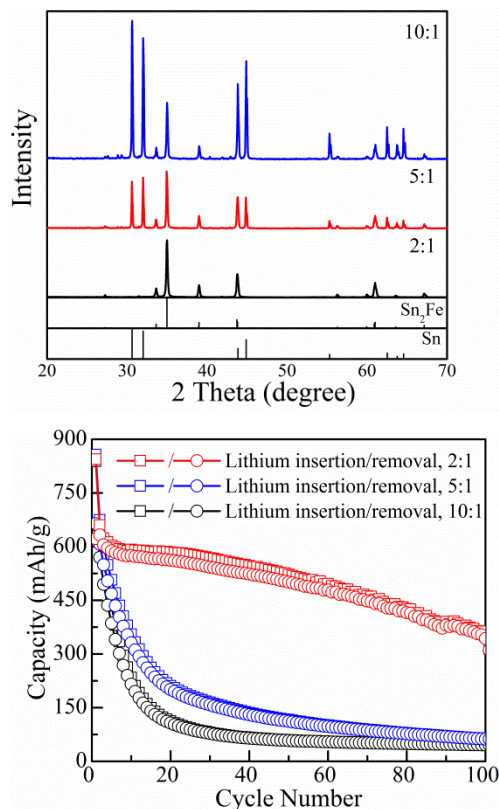 10:1
Intensity
5:1
2:1
Sn2Fe
Sn
20 30 40 50 60 70
2 Theta (degree)
900
750
600
450
300
150
0
Capacity (mAh/g)
/ Lithium insertion/removal, 2:1
/ Lithium insertion/removal, 5:1
/ Lithium insertion/removal, 10:1
0 20 40 60 80 100
Cycle Number